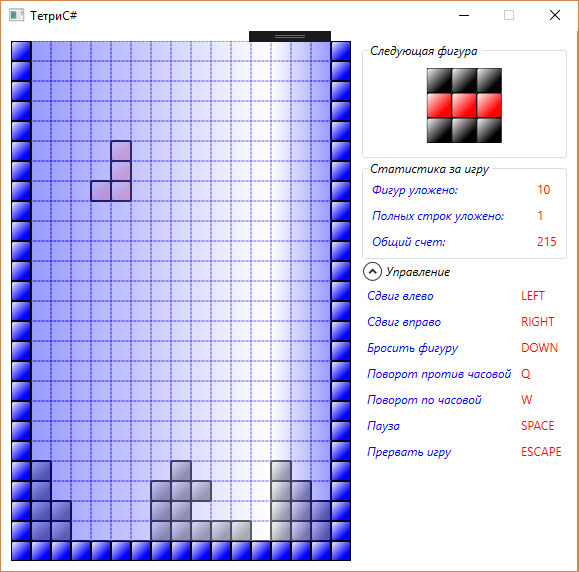 ТетриC#
Следующая фигура
Статистика за игру
Фигур уложено: 10
Полных строк уложено: 1
Общий счет: 215
Управление
Сдвиг влево LEFT
Сдвиг вправо RIGHT
Бросить фигуру DOWN
Поворот против часовой Q
Поворот по часовой W
Пауза SPACE
Прервать игру ESCAPE